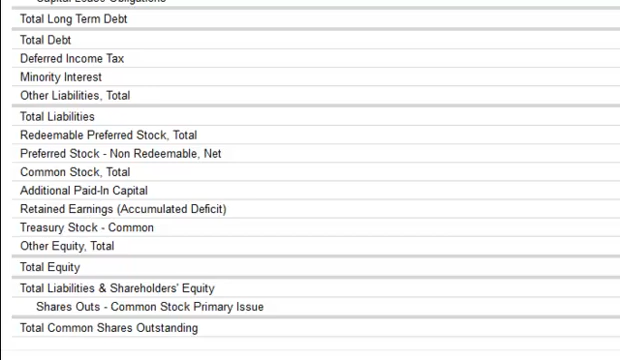 Capital Lease Obligations
Total Long Term Debt
Total Debt
Deferred Income Tax
Minority Interest
Other Liabilities, Total
Total Liabilities
Redeemable Preferred Stock, Total
Preferred Stock - Non Redeemable, Net
Common Stock, Total
Additional Paid-In Capital
Retained Earnings (Accumulated Deficit)
Treasury Stock - Common
Other Equity, Total
Total Equity
Total Liabilities & Shareholders' Equity
Shares Outs - Common Stock Primary Issue
Total Common Shares Outstanding